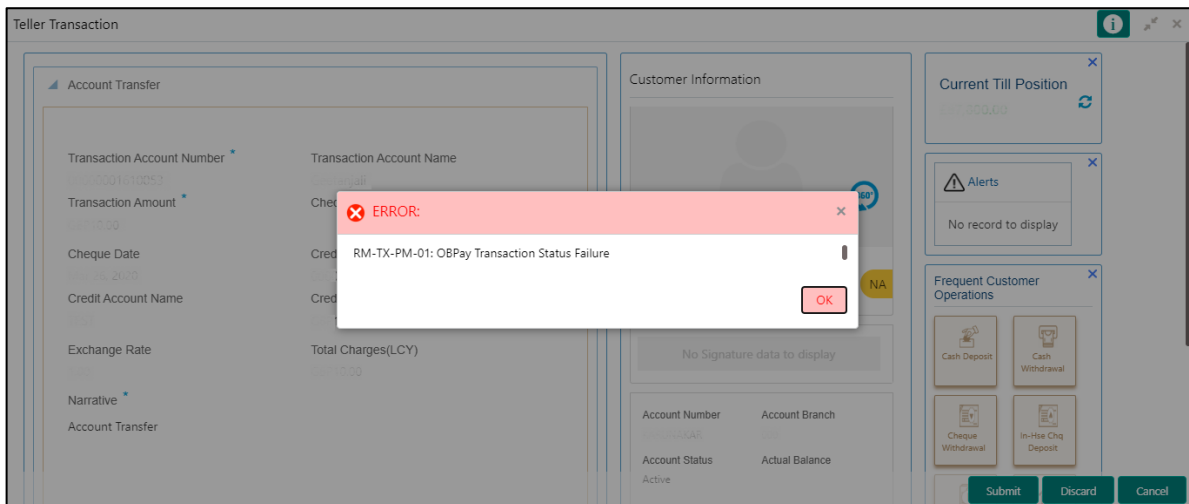 Teller Transaction
Account Transfer
Transaction Account Number *
Transaction Account Name
Transaction Amount *
Cheque Date
Credit Account Name
Exchange Rate
Total Charges(LCY)
Narrative *
Account Transfer
ERROR:
RM-TX-PM-01: OBPay Transaction Status Failure
OK
Customer Information
NA
No Signature data to display
Account Number
Account Branch
Account Status
Actual Balance
Active
Current Till Position
Alerts
No record to display
Frequent Customer
Operations
Cash Deposit
Cash
Withdrawal
Cheque
Withdrawal
In-Hse Chq
Deposit
Submit
Discard
Cancel